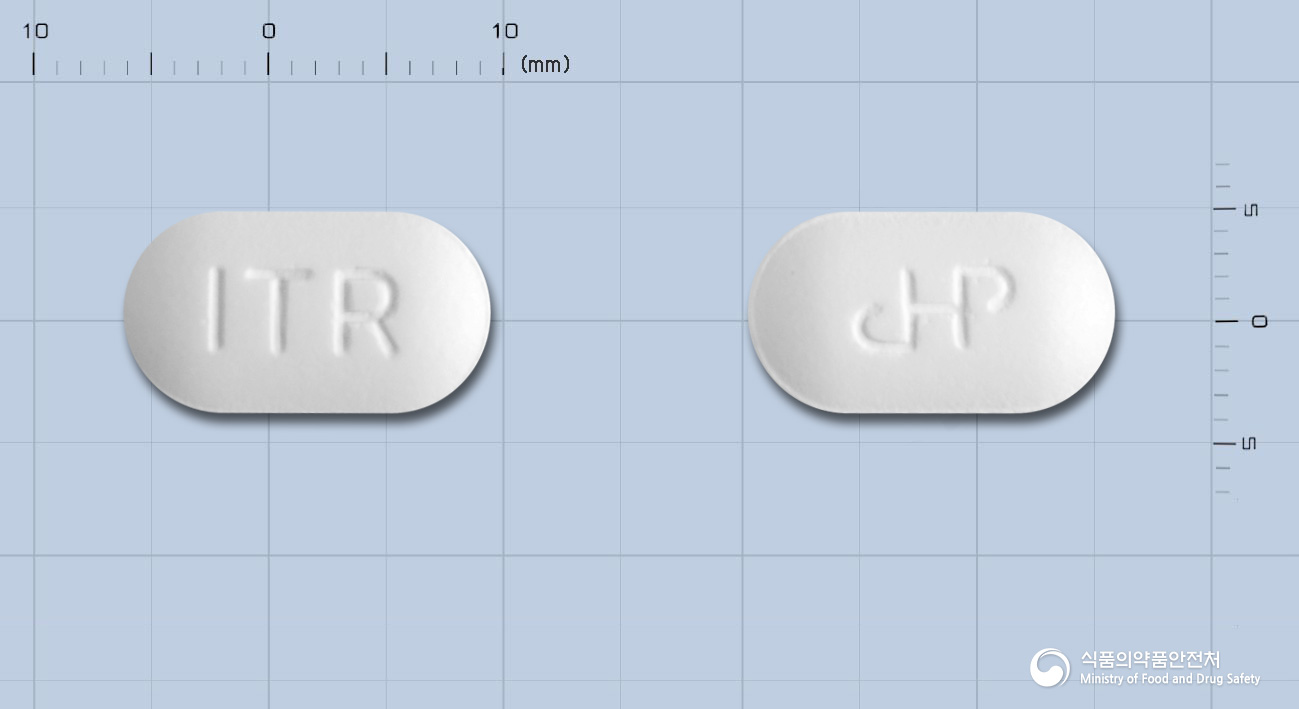 10 0 10 (mm)
5
ITR
JHP
0
5
식품의약품안전처
Ministry of Food and Drug Safety